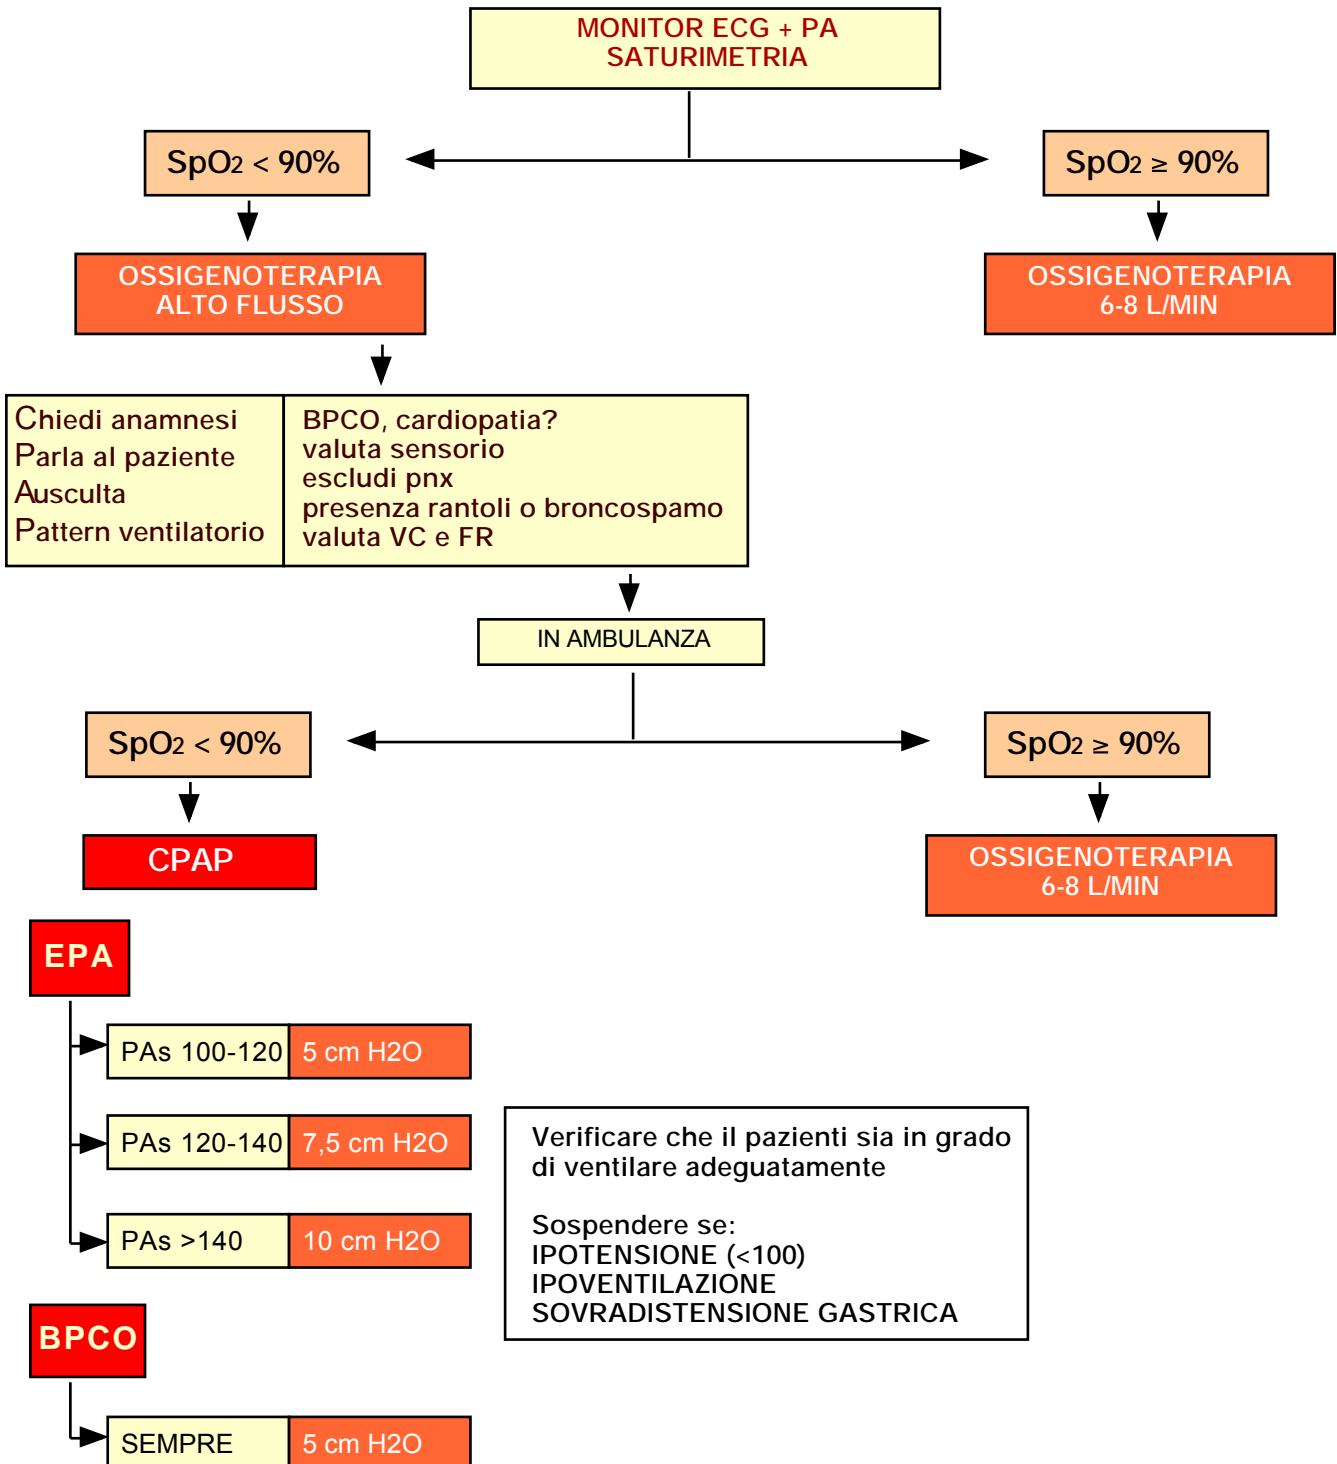 MONITOR ECG + PA
SATURIMETRIA
SpO2 < 90%
SpO2 ≥ 90%
OSSIGENOTERAPIA
ALTO FLUSSO
OSSIGENOTERAPIA
6-8 L/MIN
Chiedi anamnesi
Parla al paziente
Ausculta
Pattern ventilatorio
BPCO, cardiopatia?
valuta sensorio
escludi pnx
presenza rantoli o broncospamo
valuta VC e FR
IN AMBULANZA
SpO2 < 90%
SpO2 ≥ 90%
CPAP
OSSIGENOTERAPIA
6-8 L/MIN
EPA
PAs 100-120 5 cm H2O
PAs 120-140 7,5 cm H2O
PAs >140 10 cm H2O
Verificare che il pazienti sia in grado
di ventilare adeguatamente
Sospendere se:
IPOTENSIONE (<100)
IPOVENTILAZIONE
SOVRADISTENSIONE GASTRICA
BPCO
SEMPRE 5 cm H2O